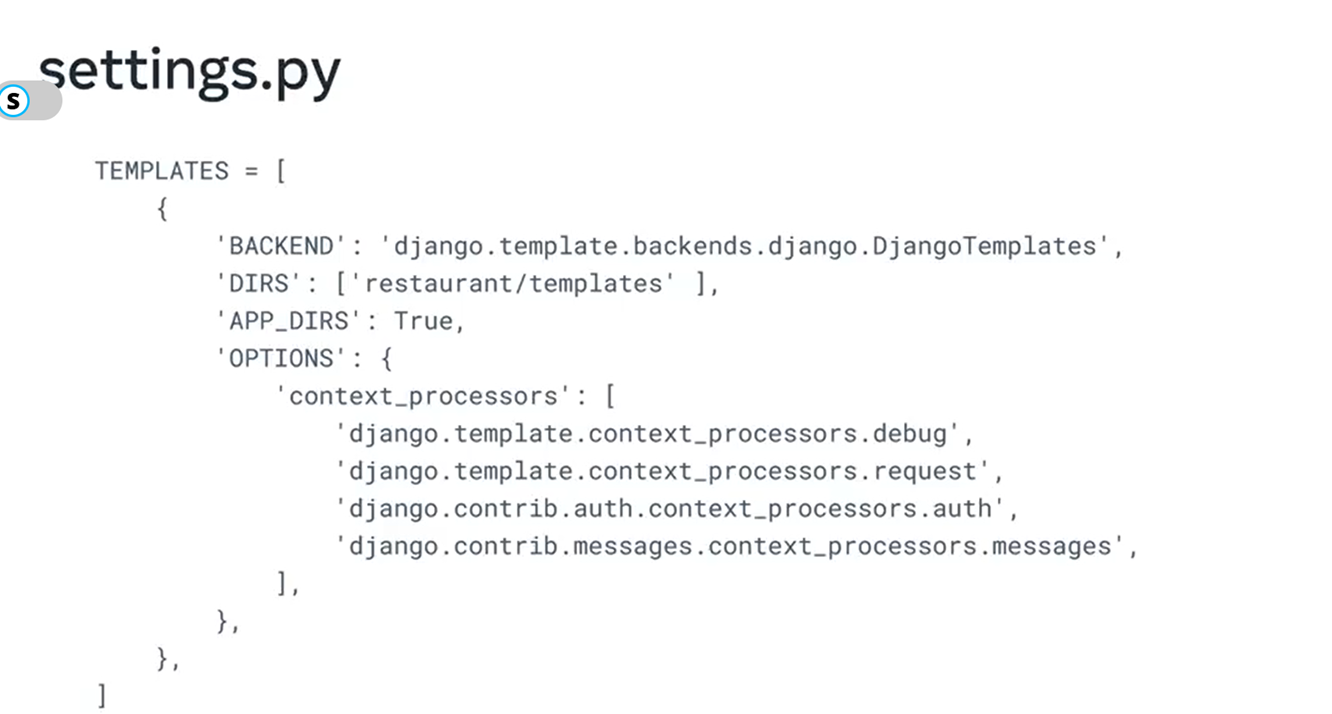 settings.py
S
TEMPLATES = [
    {
        'BACKEND': 'django.template.backends.django.DjangoTemplates',
        'DIRS': ['restaurant/templates' ],
        'APP_DIRS': True,
        'OPTIONS': {
            'context_processors': [
                'django.template.context_processors.debug',
                'django.template.context_processors.request',
                'django.contrib.auth.context_processors.auth',
                'django.contrib.messages.context_processors.messages',
            ],
        },
    },
]